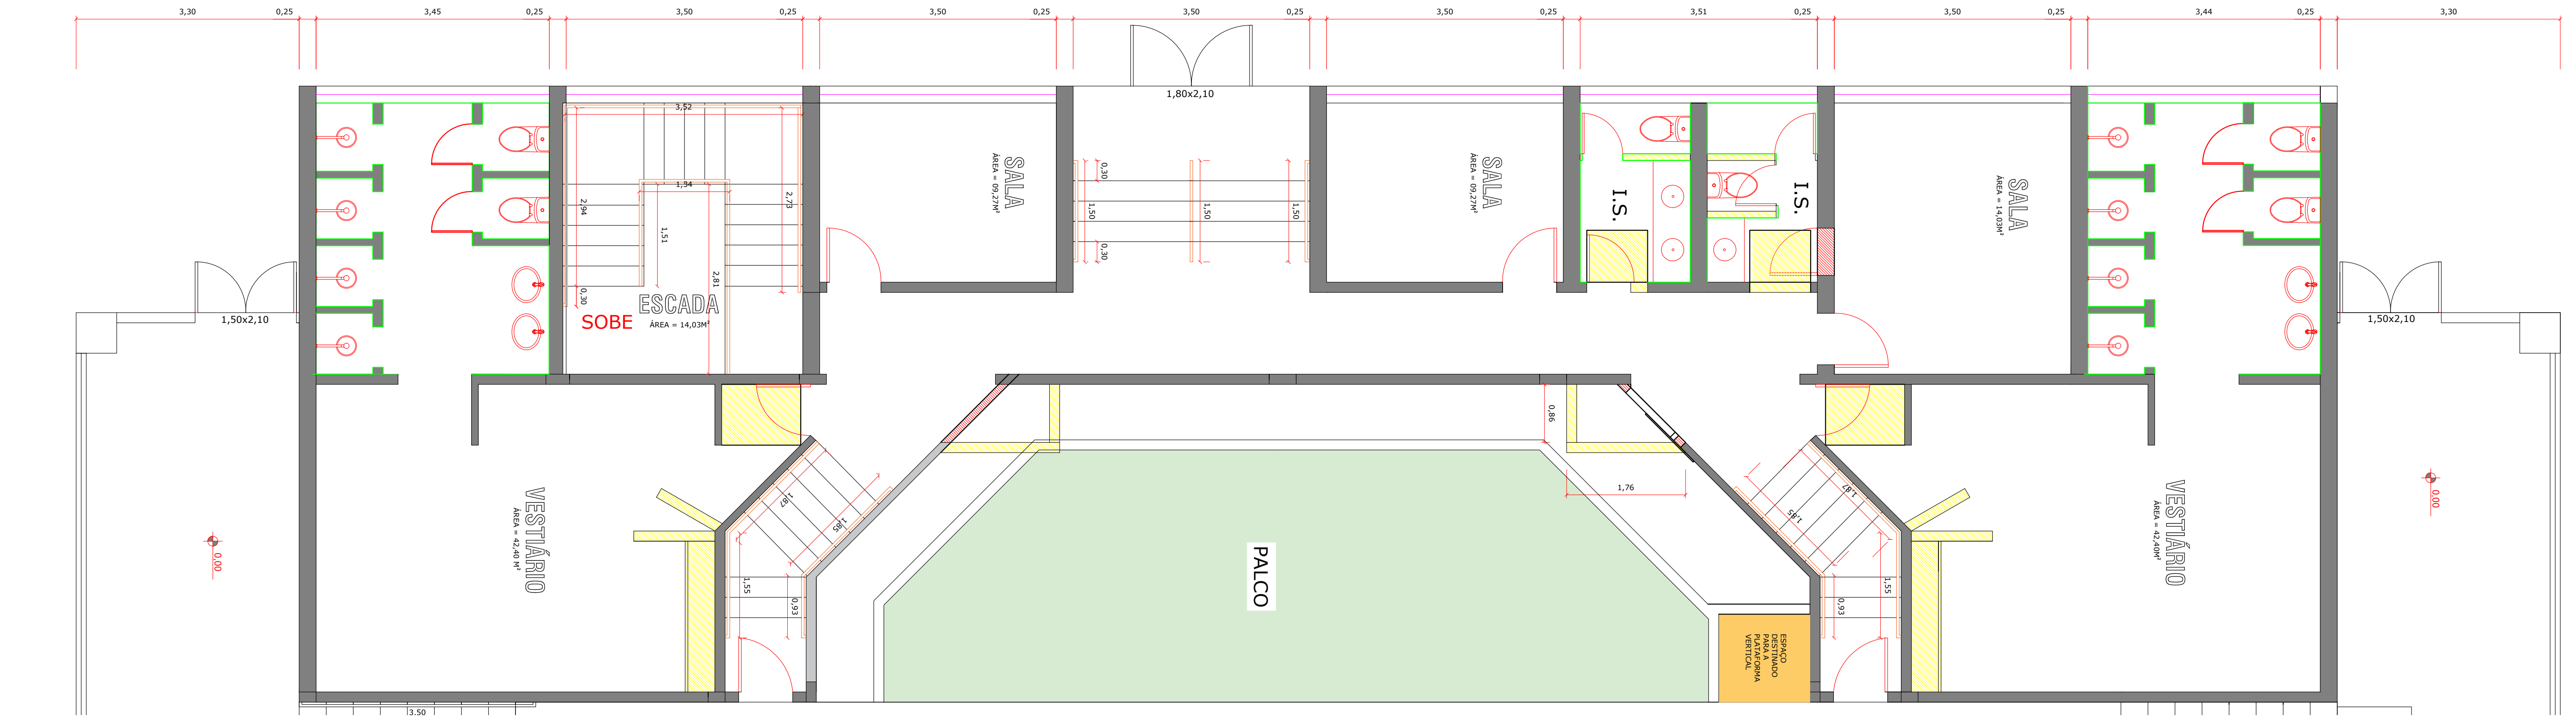 3,30
0,25
3,45
0,25
3,50
0,25
3,50
0,25
3,50
0,25
3,50
0,25
3,51
0,25
3,50
0,25
3,44
0,25
3,30
1,80x2,10
3,52
1,34
2,94
2,73
1,51
2,81
0,30
ESCADA
ÁREA = 14,03M²
SOBE
SALA
ÁREA = 09,27M²
0,30
1,50
1,50
1,50
0,30
SALA
ÁREA = 09,27M²
I.S.
I.S.
SALA
ÁREA = 14,03M²
1,50x2,10
1,50x2,10
0,86
1,76
VESTIÁRIO
ÁREA = 42,40 M²
1,87
1,85
1,55
0,93
PALCO
1,87
1,85
1,55
0,93
VESTIÁRIO
ÁREA = 42,40M²
0,00
0,00
ESPAÇO
DESTINADO
PARA A
PLATAFORMA
VERTICAL
3,50